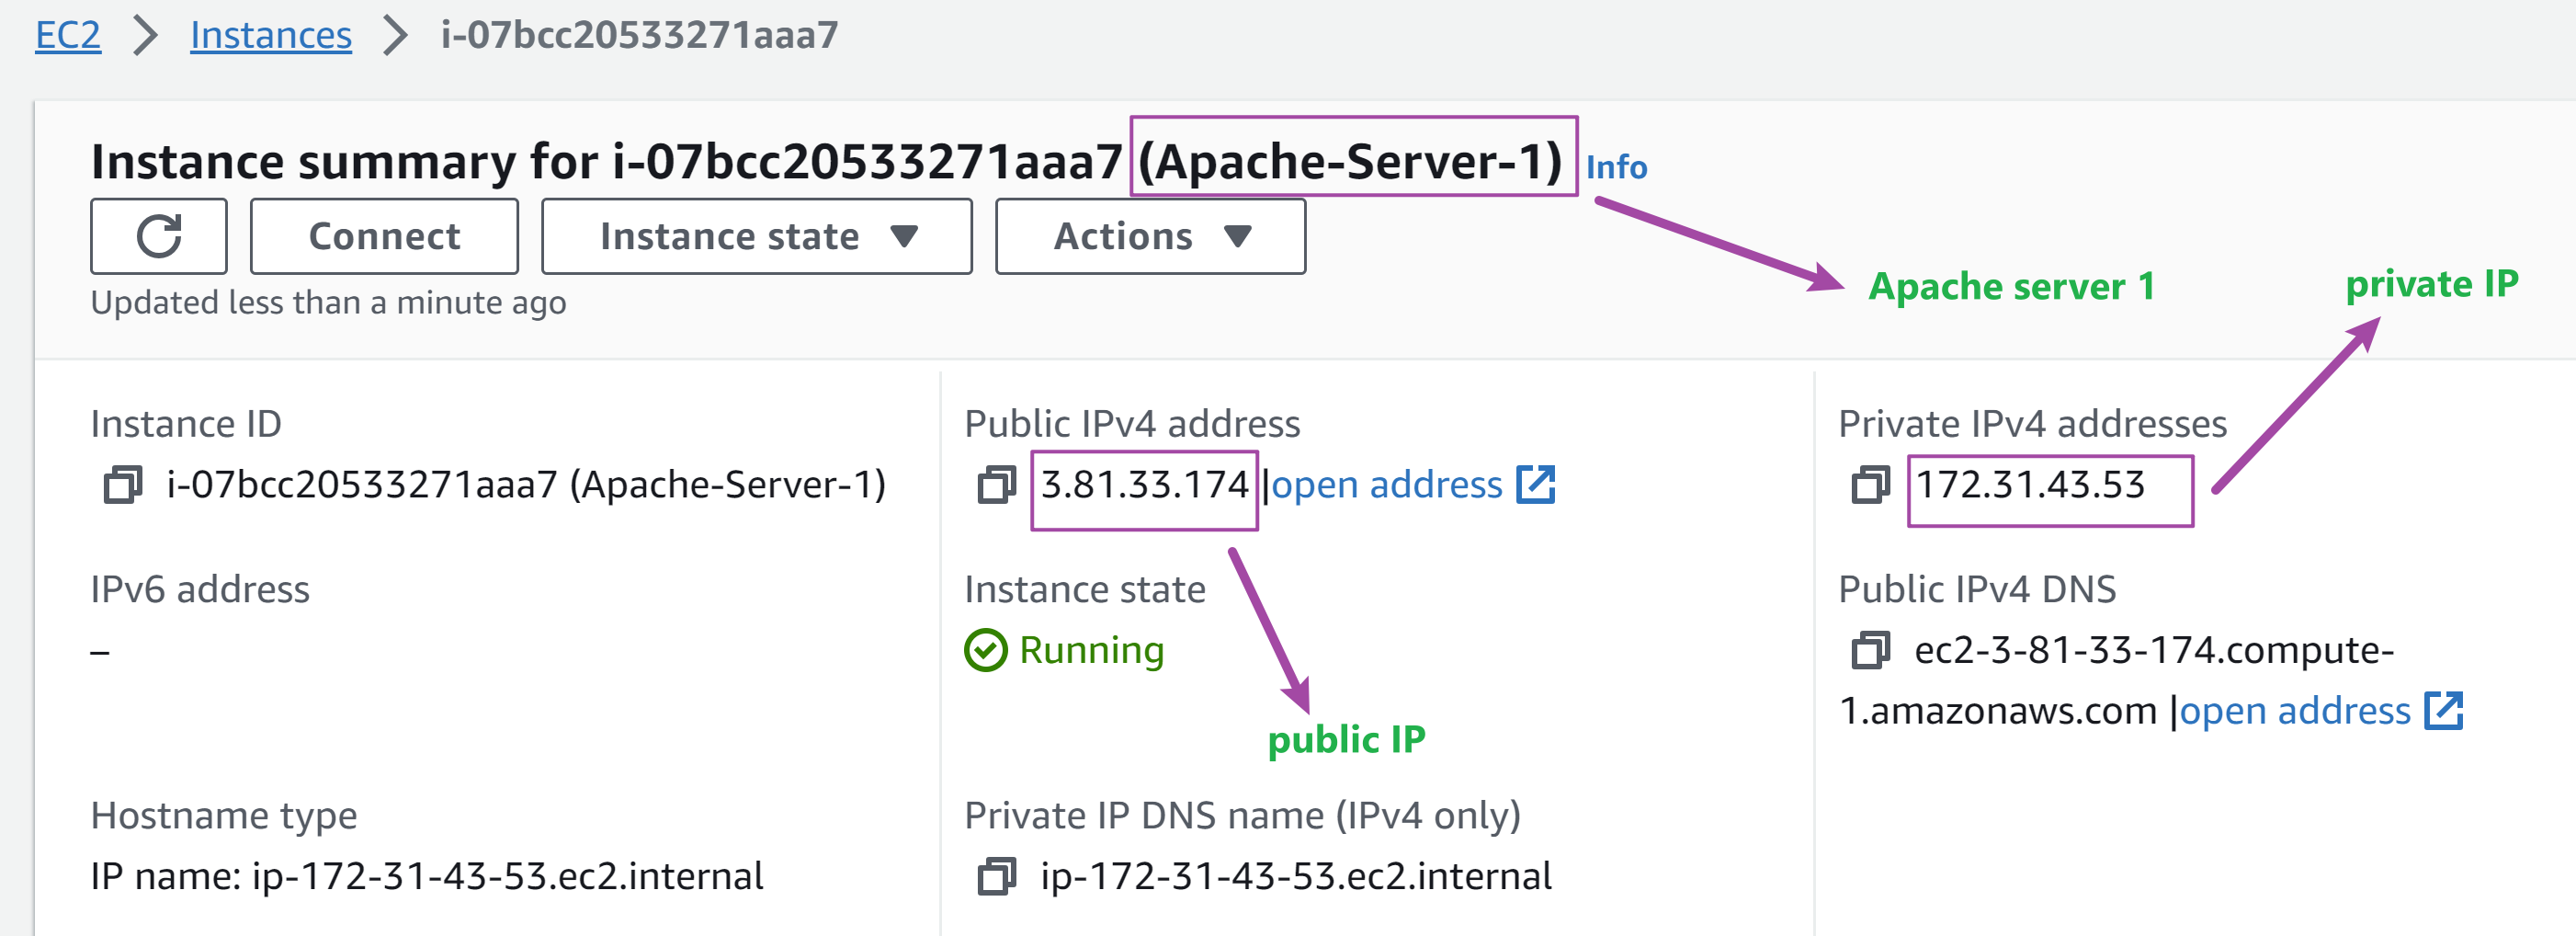 EC2 > Instances > i-07bcc20533271aaa7
Instance summary for i-07bcc20533271aaa7 (Apache-Server-1) Info
Connect Instance state ▼ Actions ▼
Updated less than a minute ago
Apache server 1
private IP
Instance ID
i-07bcc20533271aaa7 (Apache-Server-1)
Public IPv4 address
3.81.33.174 |open address
Private IPv4 addresses
172.31.43.53
IPv6 address
–
Instance state
Running
public IP
Public IPv4 DNS
ec2-3-81-33-174.compute-
1.amazonaws.com |open address
Hostname type
IP name: ip-172-31-43-53.ec2.internal
Private IP DNS name (IPv4 only)
ip-172-31-43-53.ec2.internal